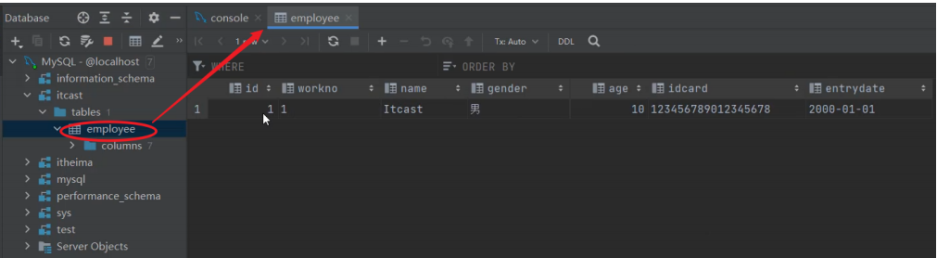 Database console × employee ×
1 row Tx: Auto DDL
MySQL - @localhost 7 WHERE ORDER BY
information_schema
itcast id workno name gender age idcard entrydate
tables 1 1 1 1 Itcast 男 10 123456789012345678 2000-01-01
employee
columns 7
itheima
mysql
performance_schema
sys
test
Server Objects